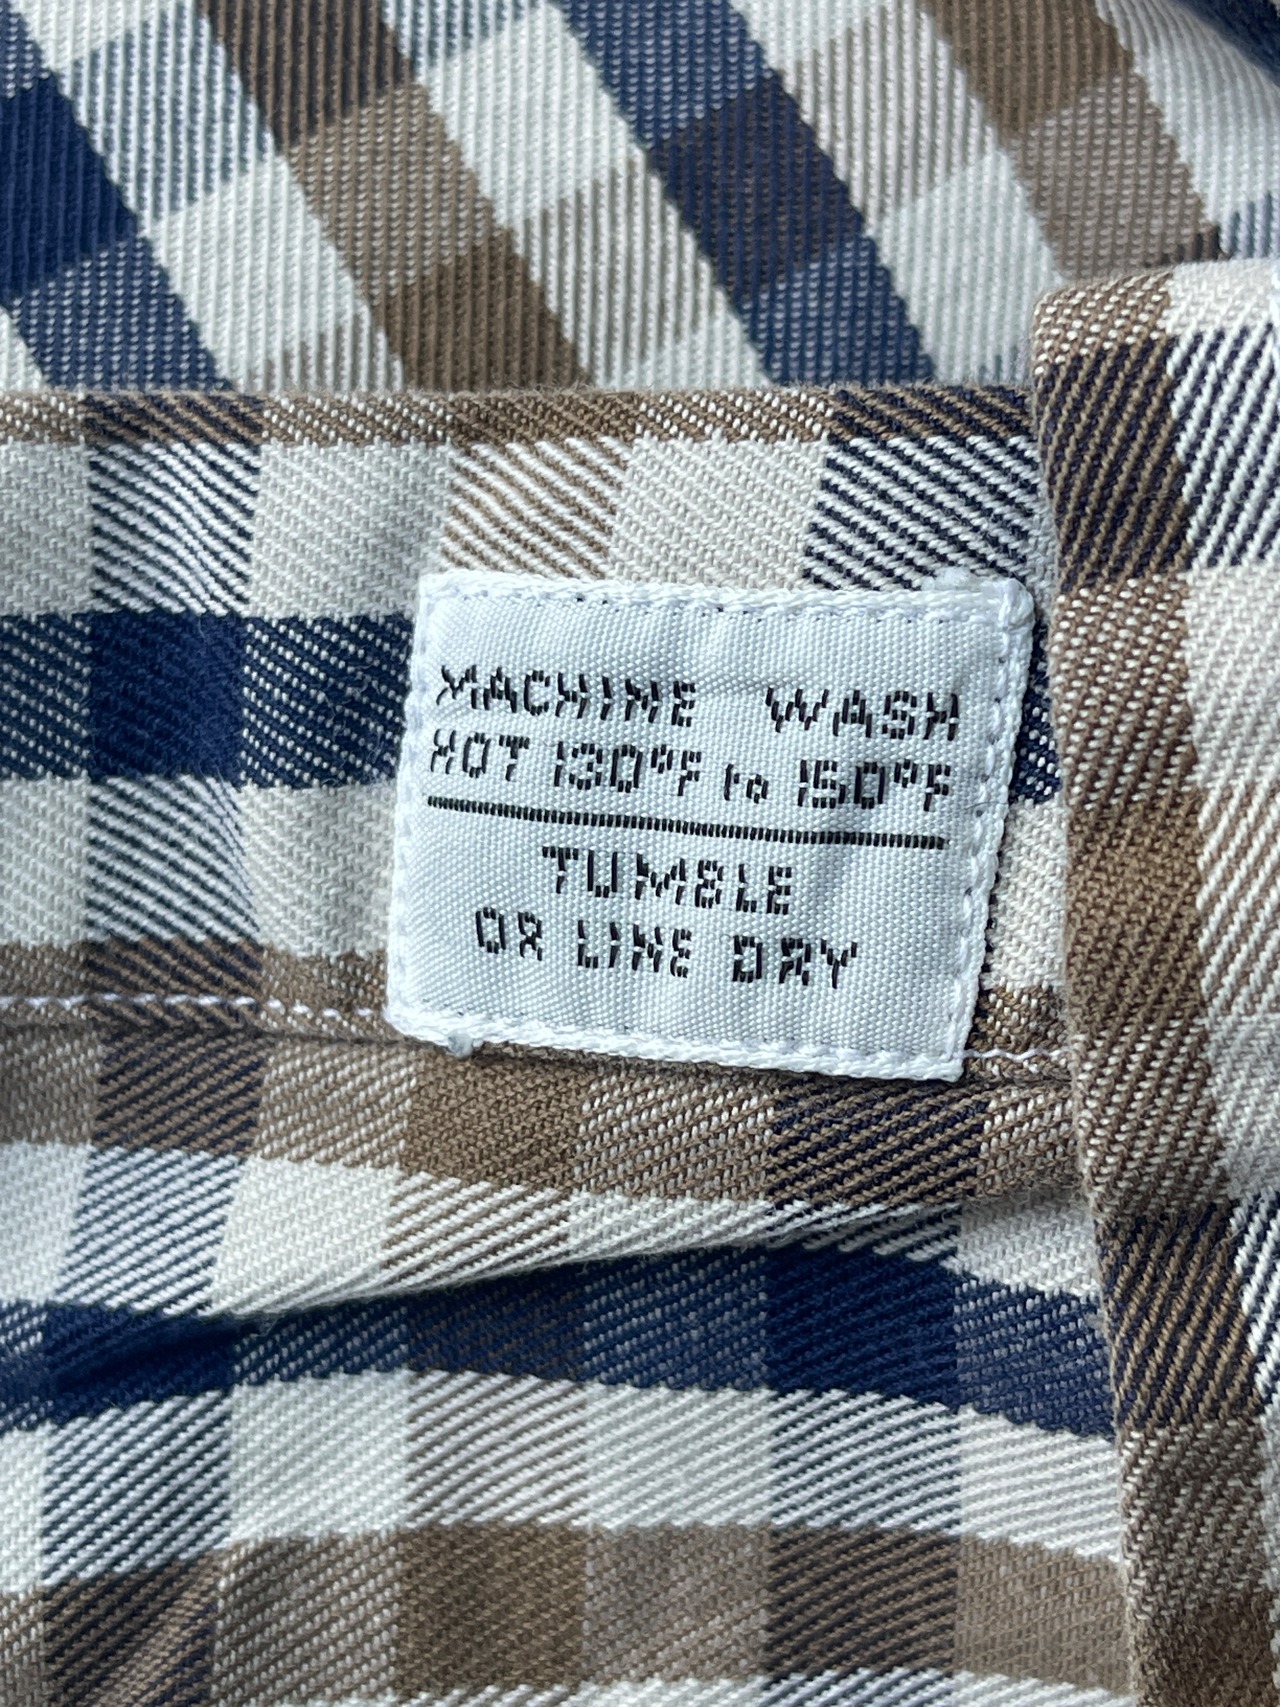 MACHINE WASH
HOT 130°F to 150°F
TUMBLE
OR LINE DRY